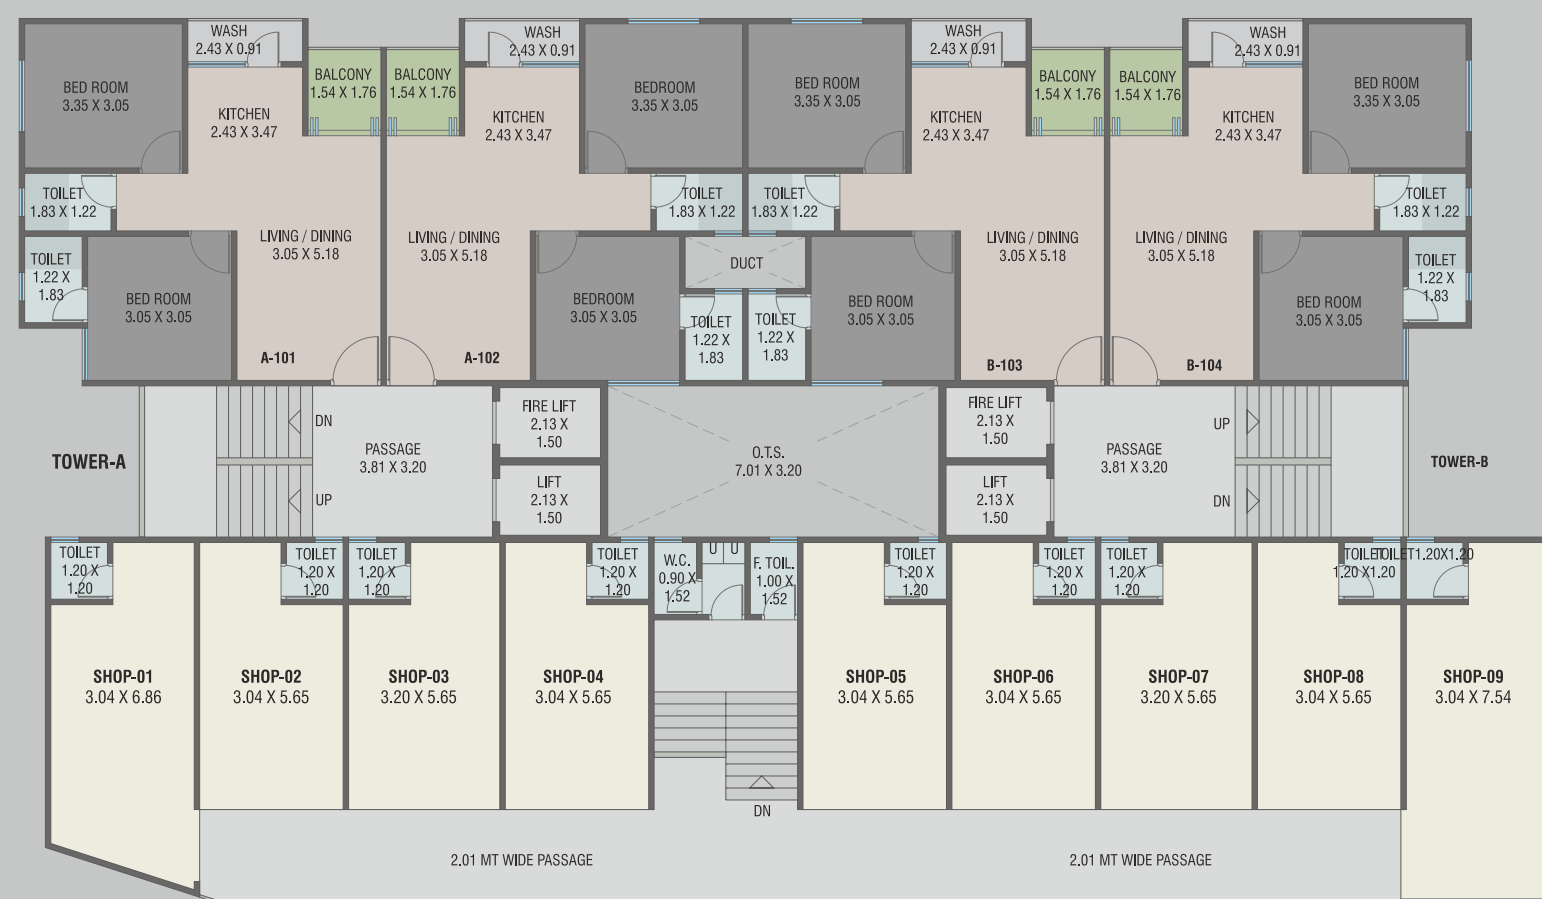 WASH
2.43 X 0.91
WASH
2.43 X 0.91
WASH
2.43 X 0.91
WASH
2.43 X 0.91
BED ROOM
3.35 X 3.05
BALCONY
1.54 X 1.76
BALCONY
1.54 X 1.76
BEDROOM
3.35 X 3.05
BED ROOM
3.35 X 3.05
BALCONY
1.54 X 1.76
BALCONY
1.54 X 1.76
BED ROOM
3.35 X 3.05
KITCHEN
2.43 X 3.47
KITCHEN
2.43 X 3.47
KITCHEN
2.43 X 3.47
KITCHEN
2.43 X 3.47
TOILET
1.83 X 1.22
TOILET
1.83 X 1.22
TOILET
1.83 X 1.22
TOILET
1.83 X 1.22
LIVING / DINING
3.05 X 5.18
LIVING / DINING
3.05 X 5.18
LIVING / DINING
3.05 X 5.18
LIVING / DINING
3.05 X 5.18
TOILET
1.22 X
1.83
DUCT
TOILET
1.22 X
1.83
BED ROOM
3.05 X 3.05
BEDROOM
3.05 X 3.05
TOILET
1.22 X
1.83
TOILET
1.22 X
1.83
BED ROOM
3.05 X 3.05
BED ROOM
3.05 X 3.05
A-101
A-102
B-103
B-104
TOWER-A
DN
UP
PASSAGE
3.81 X 3.20
FIRE LIFT
2.13 X
1.50
LIFT
2.13 X
1.50
O.T.S.
7.01 X 3.20
FIRE LIFT
2.13 X
1.50
LIFT
2.13 X
1.50
PASSAGE
3.81 X 3.20
UP
DN
TOWER-B
TOILET
1.20 X
1.20
TOILET
1.20 X
1.20
TOILET
1.20 X
1.20
TOILET
1.20 X
1.20
W.C.
0.90 X
1.52
U U
F. TOIL.
1.00 X
1.52
TOILET
1.20 X
1.20
TOILET
1.20 X
1.20
TOILET
1.20 X
1.20
TOILET
1.20 X1.20
TOILET1.20X1.20
SHOP-01
3.04 X 6.86
SHOP-02
3.04 X 5.65
SHOP-03
3.20 X 5.65
SHOP-04
3.04 X 5.65
SHOP-05
3.04 X 5.65
SHOP-06
3.04 X 5.65
SHOP-07
3.20 X 5.65
SHOP-08
3.04 X 5.65
SHOP-09
3.04 X 7.54
DN
2.01 MT WIDE PASSAGE
2.01 MT WIDE PASSAGE